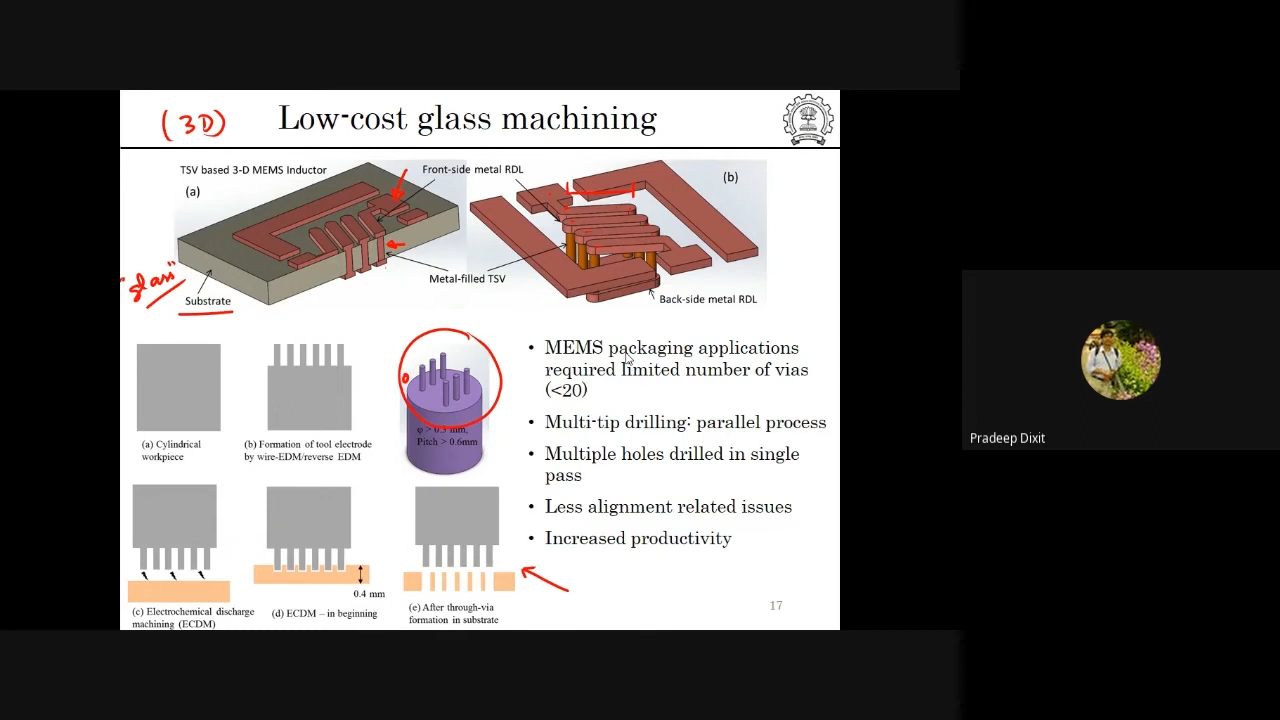 (3D)
Low-cost glass machining
TSV based 3-D MEMS Inductor
(a)
Front-side metal RDL
(b)
Metal-filled TSV
"glass"
Substrate
Back-side metal RDL
(a) Cylindrical
workpiece
(b) Formation of tool electrode
by wire-EDM/reverse EDM
φ > 0.3 mm,
Pitch > 0.6mm
• MEMS packaging applications
required limited number of vias
(<20)
• Multi-tip drilling: parallel process
• Multiple holes drilled in single
pass
• Less alignment related issues
• Increased productivity
(c) Electrochemical discharge
machining (ECDM)
(d) ECDM – in beginning
0.4 mm
(e) After through-via
formation in substrate
17
Pradeep Dixit